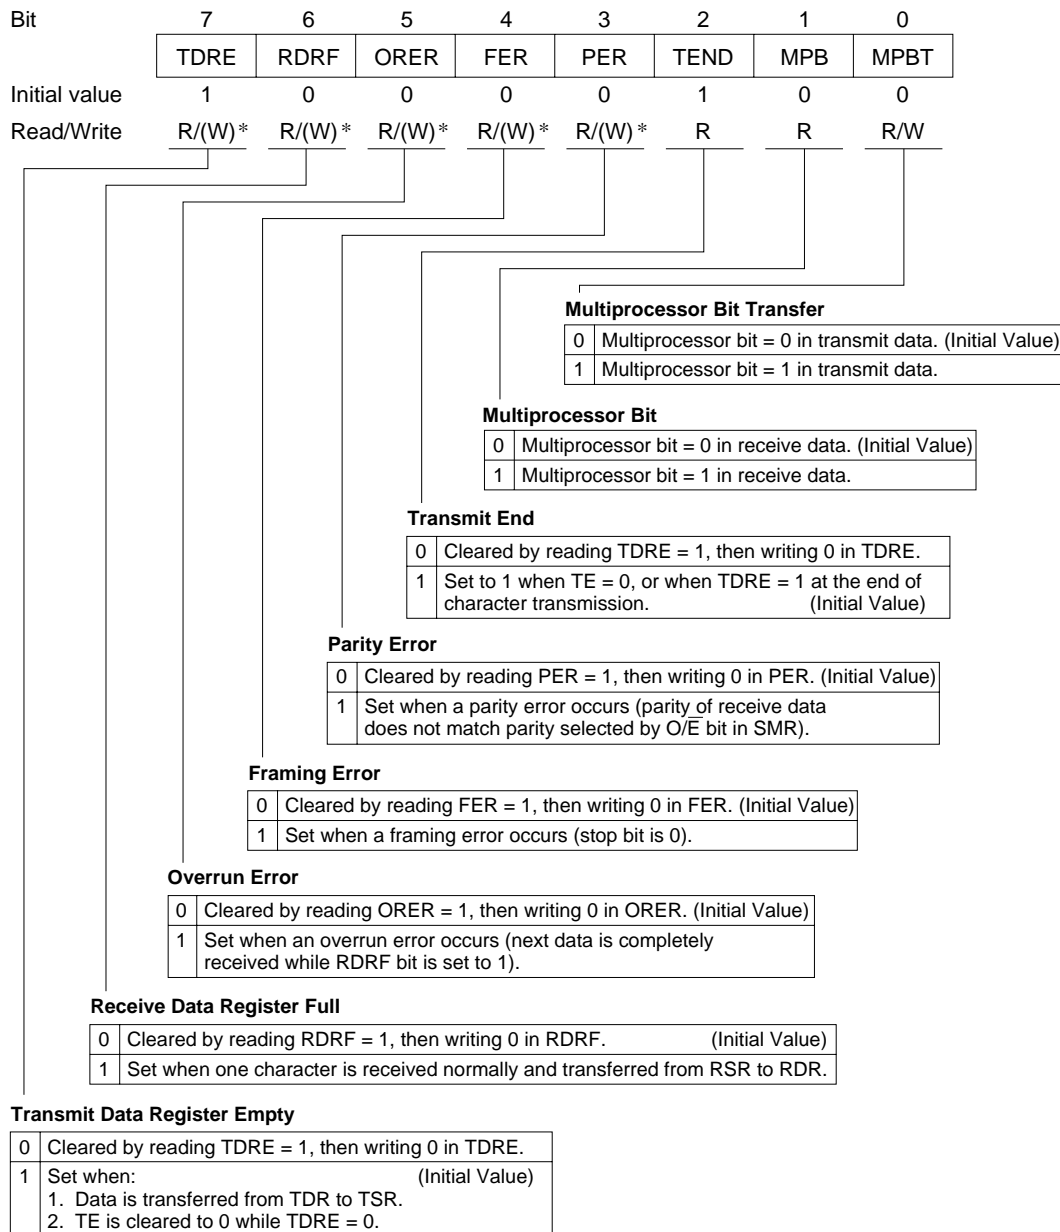 Bit 7 6 5 4 3 2 1 0
TDRE RDRF ORER FER PER TEND MPB MPBT
Initial value 1 0 0 0 0 1 0 0
Read/Write R/(W)* R/(W)* R/(W)* R/(W)* R/(W)* R R R/W
Multiprocessor Bit Transfer
0 Multiprocessor bit = 0 in transmit data. (Initial Value)
1 Multiprocessor bit = 1 in transmit data.
Multiprocessor Bit
0 Multiprocessor bit = 0 in receive data. (Initial Value)
1 Multiprocessor bit = 1 in receive data.
Transmit End
0 Cleared by reading TDRE = 1, then writing 0 in TDRE.
1 Set to 1 when TE = 0, or when TDRE = 1 at the end of
character transmission. (Initial Value)
Parity Error
0 Cleared by reading PER = 1, then writing 0 in PER. (Initial Value)
1 Set when a parity error occurs (parity of receive data
does not match parity selected by O/E̅ bit in SMR).
Framing Error
0 Cleared by reading FER = 1, then writing 0 in FER. (Initial Value)
1 Set when a framing error occurs (stop bit is 0).
Overrun Error
0 Cleared by reading ORER = 1, then writing 0 in ORER. (Initial Value)
1 Set when an overrun error occurs (next data is completely
received while RDRF bit is set to 1).
Receive Data Register Full
0 Cleared by reading RDRF = 1, then writing 0 in RDRF. (Initial Value)
1 Set when one character is received normally and transferred from RSR to RDR.
Transmit Data Register Empty
0 Cleared by reading TDRE = 1, then writing 0 in TDRE.
1 Set when: (Initial Value)
1. Data is transferred from TDR to TSR.
2. TE is cleared to 0 while TDRE = 0.